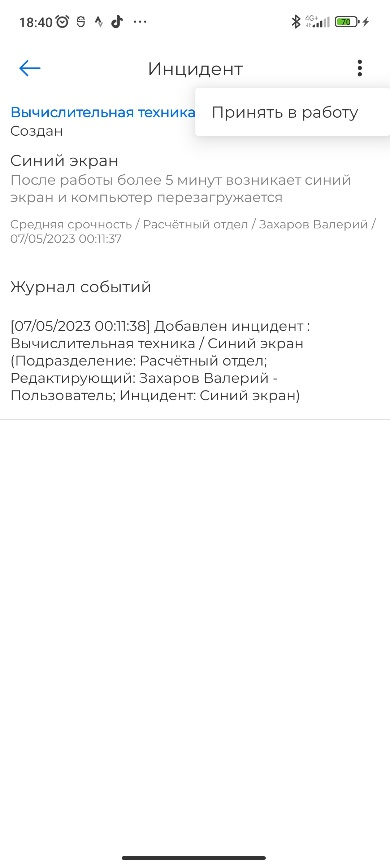 18:40
4G+
70
Инцидент
Вычислительная техника
Принять в работу
Создан
Синий экран
После работы более 5 минут возникает синий
экран и компьютер перезагружается
Средняя срочность / Расчётный отдел / Захаров Валерий /
07/05/2023 00:11:37
Журнал событий
[07/05/2023 00:11:38] Добавлен инцидент :
Вычислительная техника / Синий экран
(Подразделение: Расчётный отдел;
Редактирующий: Захаров Валерий -
Пользователь; Инцидент: Синий экран)